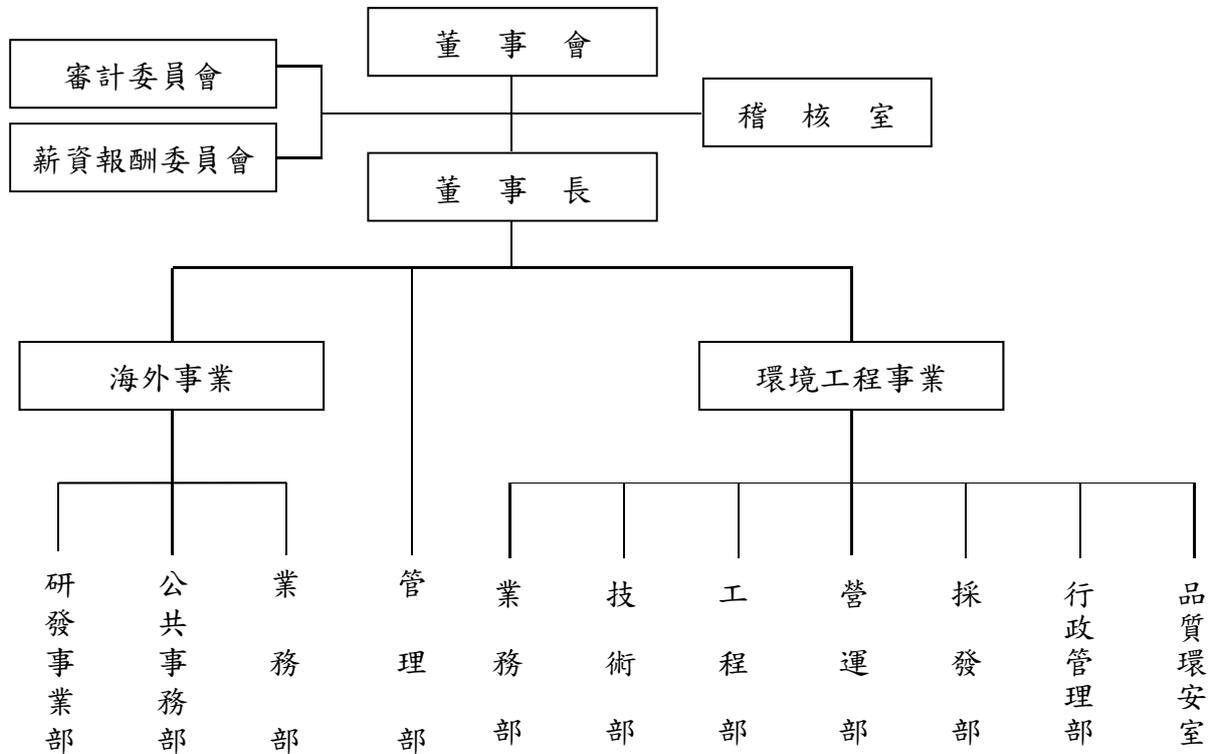 董事會
審計委員會
稽核室
薪資報酬委員會
董事長
海外事業
環境工程事業
研發事業部
公共事務部
業務部
管理部
業務部
技術部
工程部
營運部
採發部
行政管理部
品質環安室